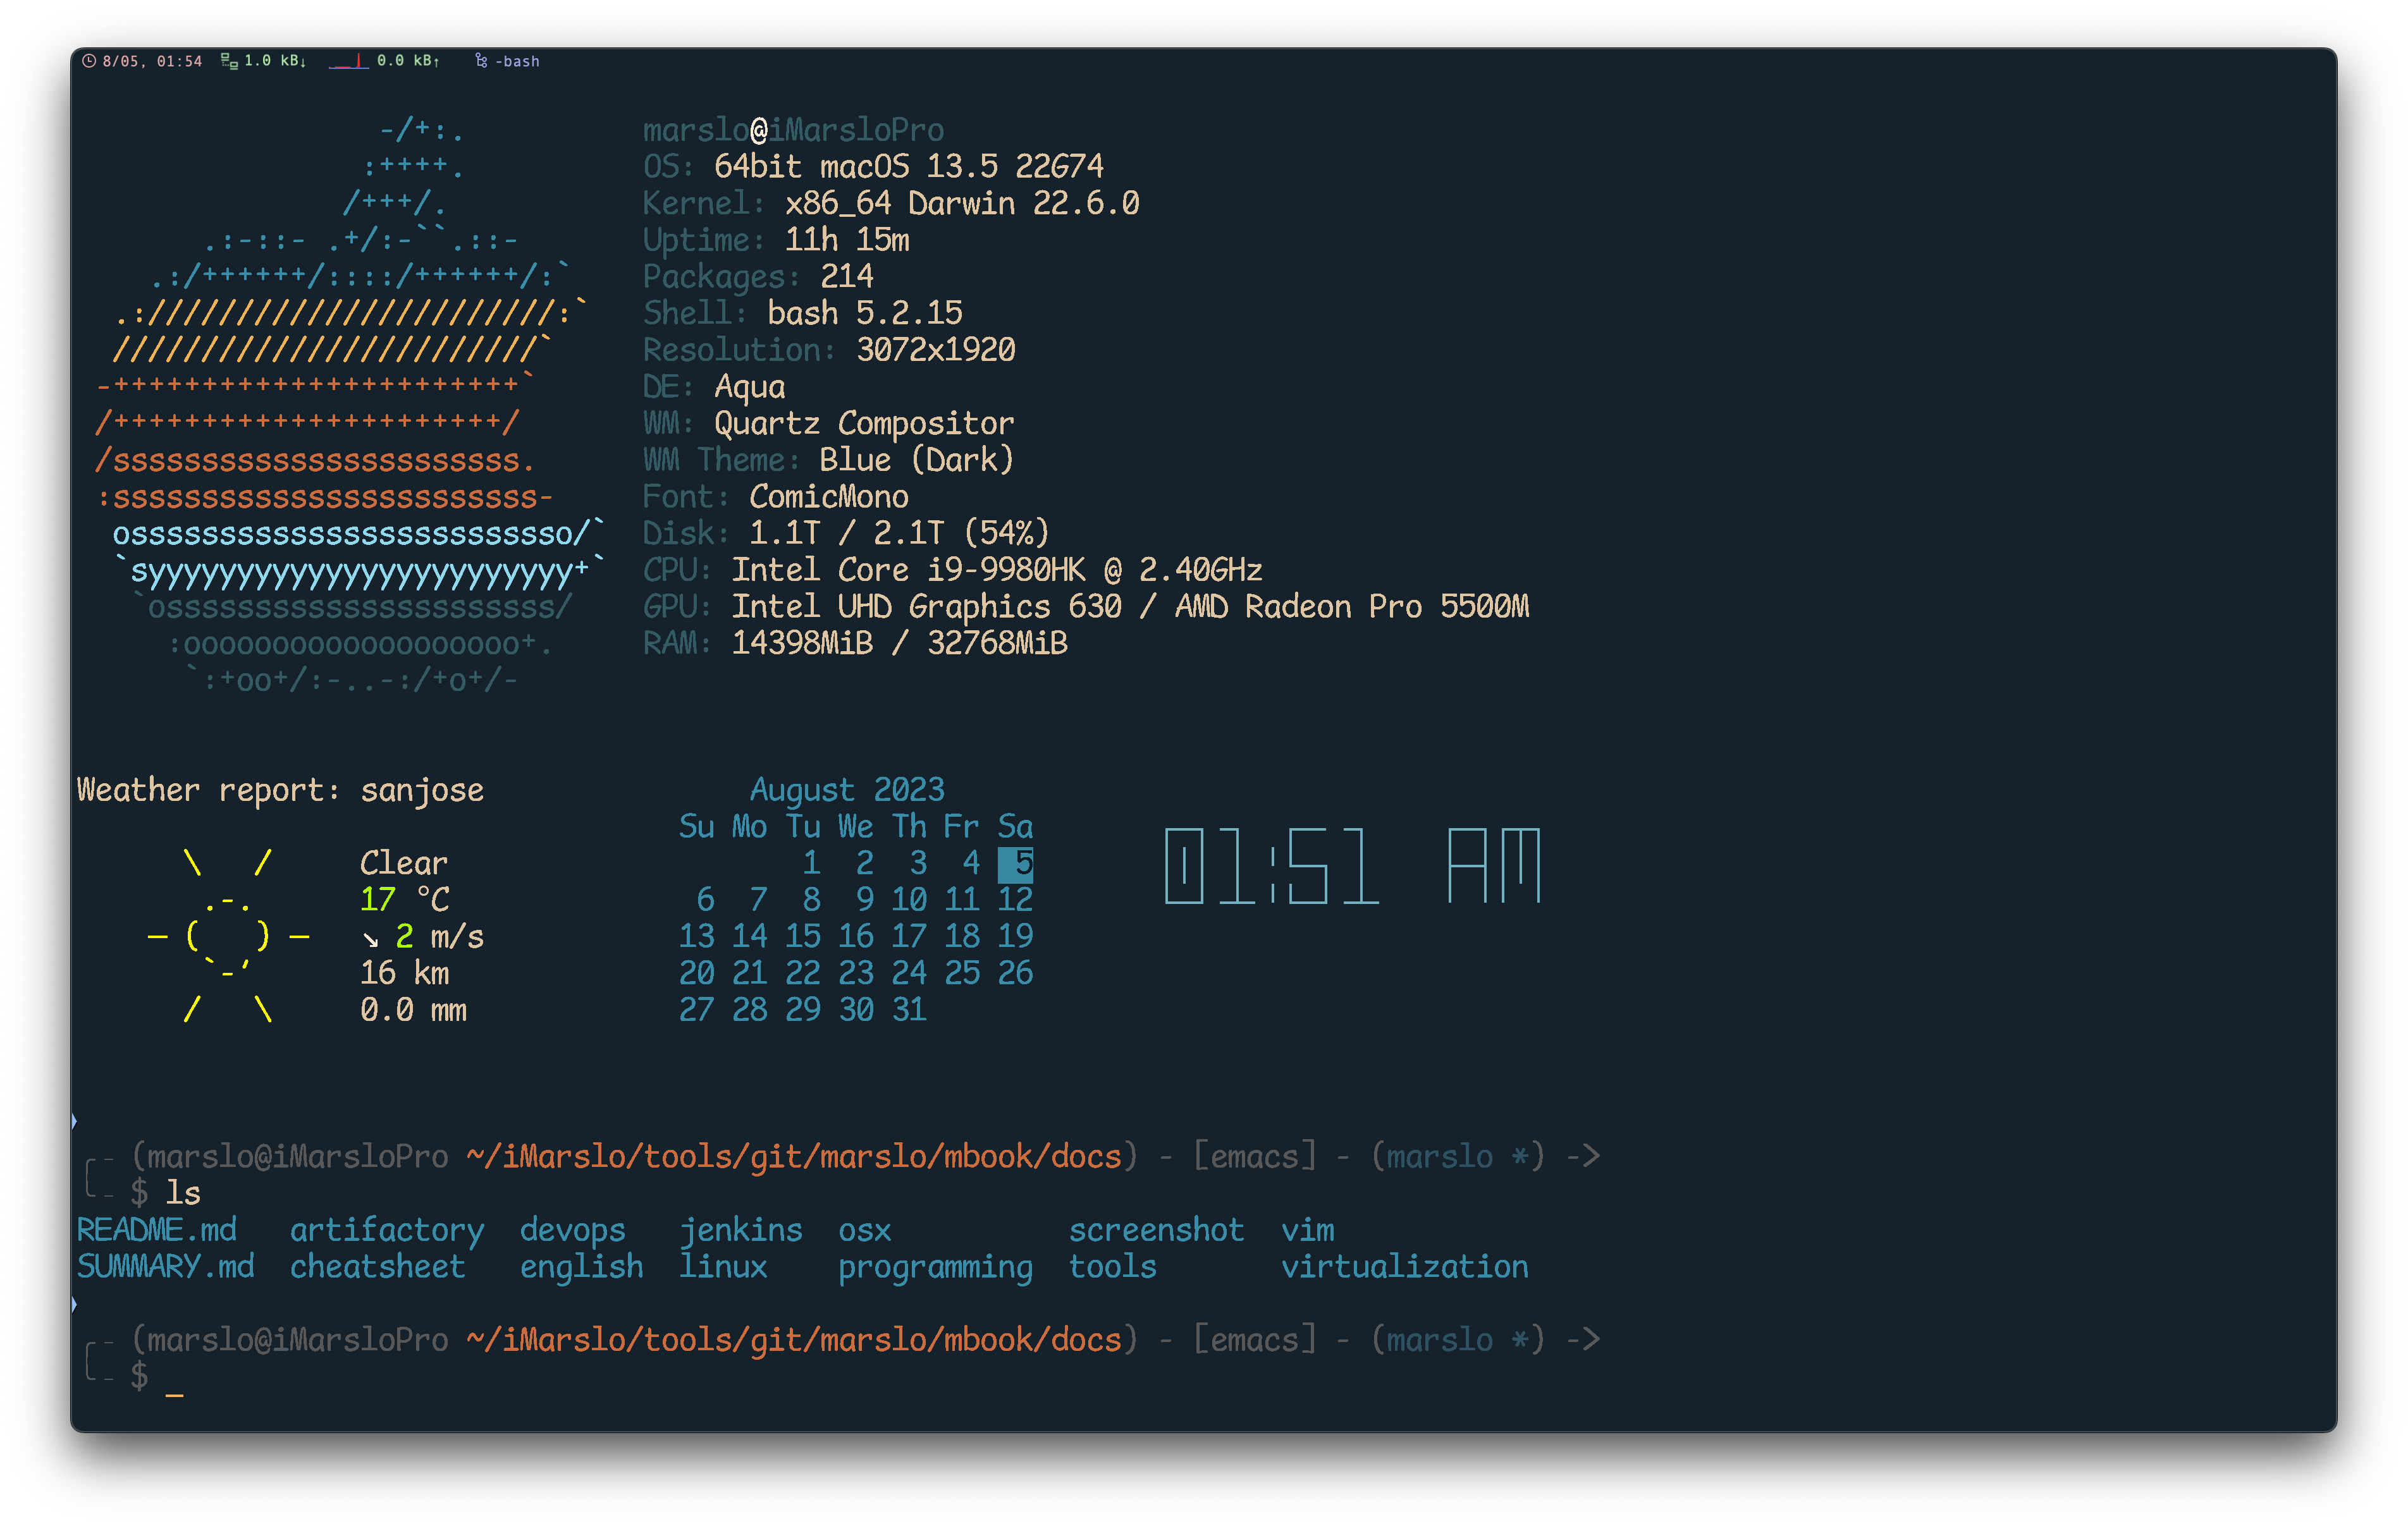 8/05, 01:54 1.0 kB↓ 0.0 kB↑ -bash
marslo@iMarsloPro
OS: 64bit macOS 13.5 22G74
Kernel: x86_64 Darwin 22.6.0
Uptime: 11h 15m
Packages: 214
Shell: bash 5.2.15
Resolution: 3072x1920
DE: Aqua
WM: Quartz Compositor
WM Theme: Blue (Dark)
Font: ComicMono
Disk: 1.1T / 2.1T (54%)
CPU: Intel Core i9-9980HK @ 2.40GHz
GPU: Intel UHD Graphics 630 / AMD Radeon Pro 5500M
RAM: 14398MiB / 32768MiB
Weather report: sanjose
Clear
17 °C
↘ 2 m/s
16 km
0.0 mm
August 2023
Su Mo Tu We Th Fr Sa
1 2 3 4 5
6 7 8 9 10 11 12
13 14 15 16 17 18 19
20 21 22 23 24 25 26
27 28 29 30 31
01:51 AM
(marslo@iMarsloPro ~/iMarslo/tools/git/marslo/mbook/docs) - [emacs] - (marslo *) ->
$ ls
README.md artifactory devops jenkins osx screenshot vim
SUMMARY.md cheatsheet english linux programming tools virtualization
(marslo@iMarsloPro ~/iMarslo/tools/git/marslo/mbook/docs) - [emacs] - (marslo *) ->
$ _